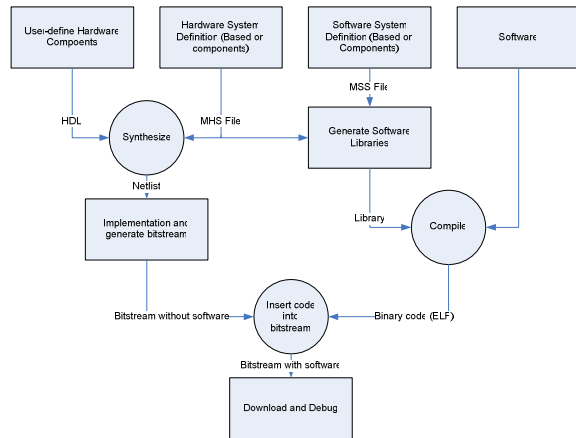 User-define Hardware
Compoents
Hardware System
Definition (Based or
components)
Software System
Definition (Based or
Components)
Software
MSS File
HDL
MHS File
Synthesize
Generate Software
Libraries
Netlist
Library
Implementation and
generate bitstream
Compile
Bitstream without software
Insert code
into
bitstream
Binary code (ELF)
Bitstream with software
Download and Debug